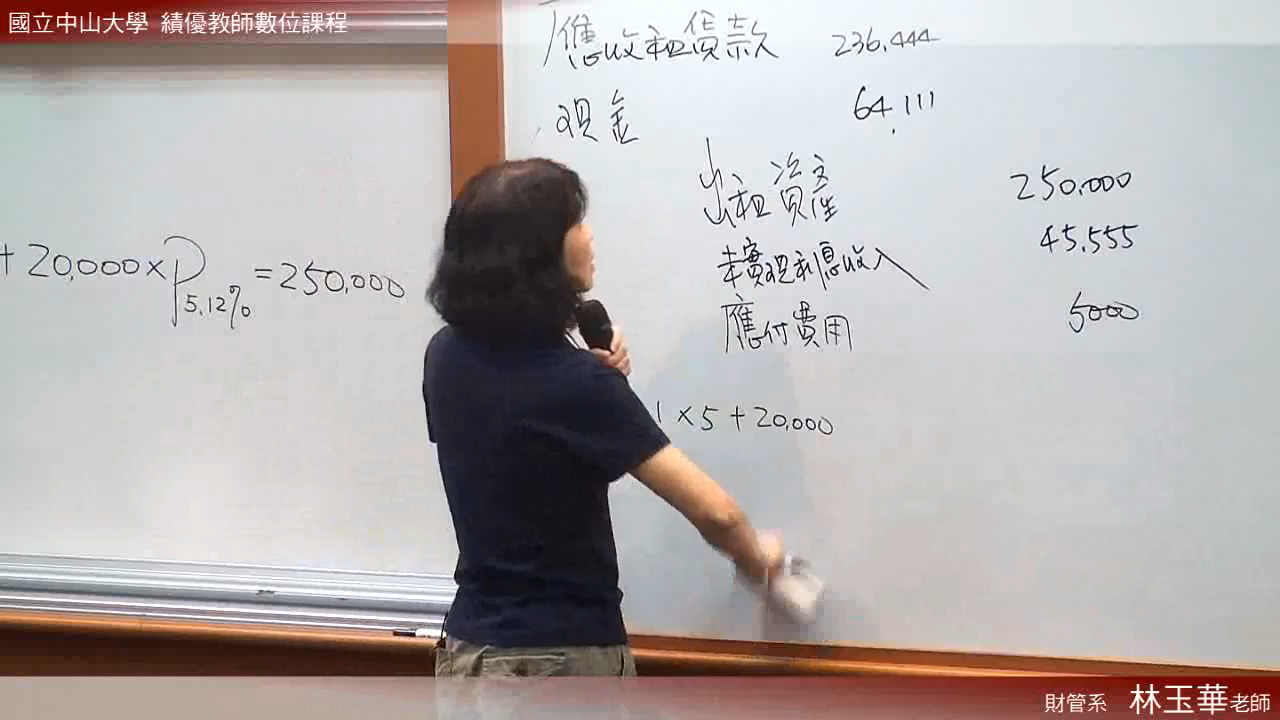 國立中山大學 績優教師數位課程
應收租賃款 236,444
現金 64,111
出租資產 250,000
未實現利息收入 45,555
應付費用 5000
+ 20,000 × P5.12% = 250,000
1 × 5 + 20,000
財管系 林玉華老師